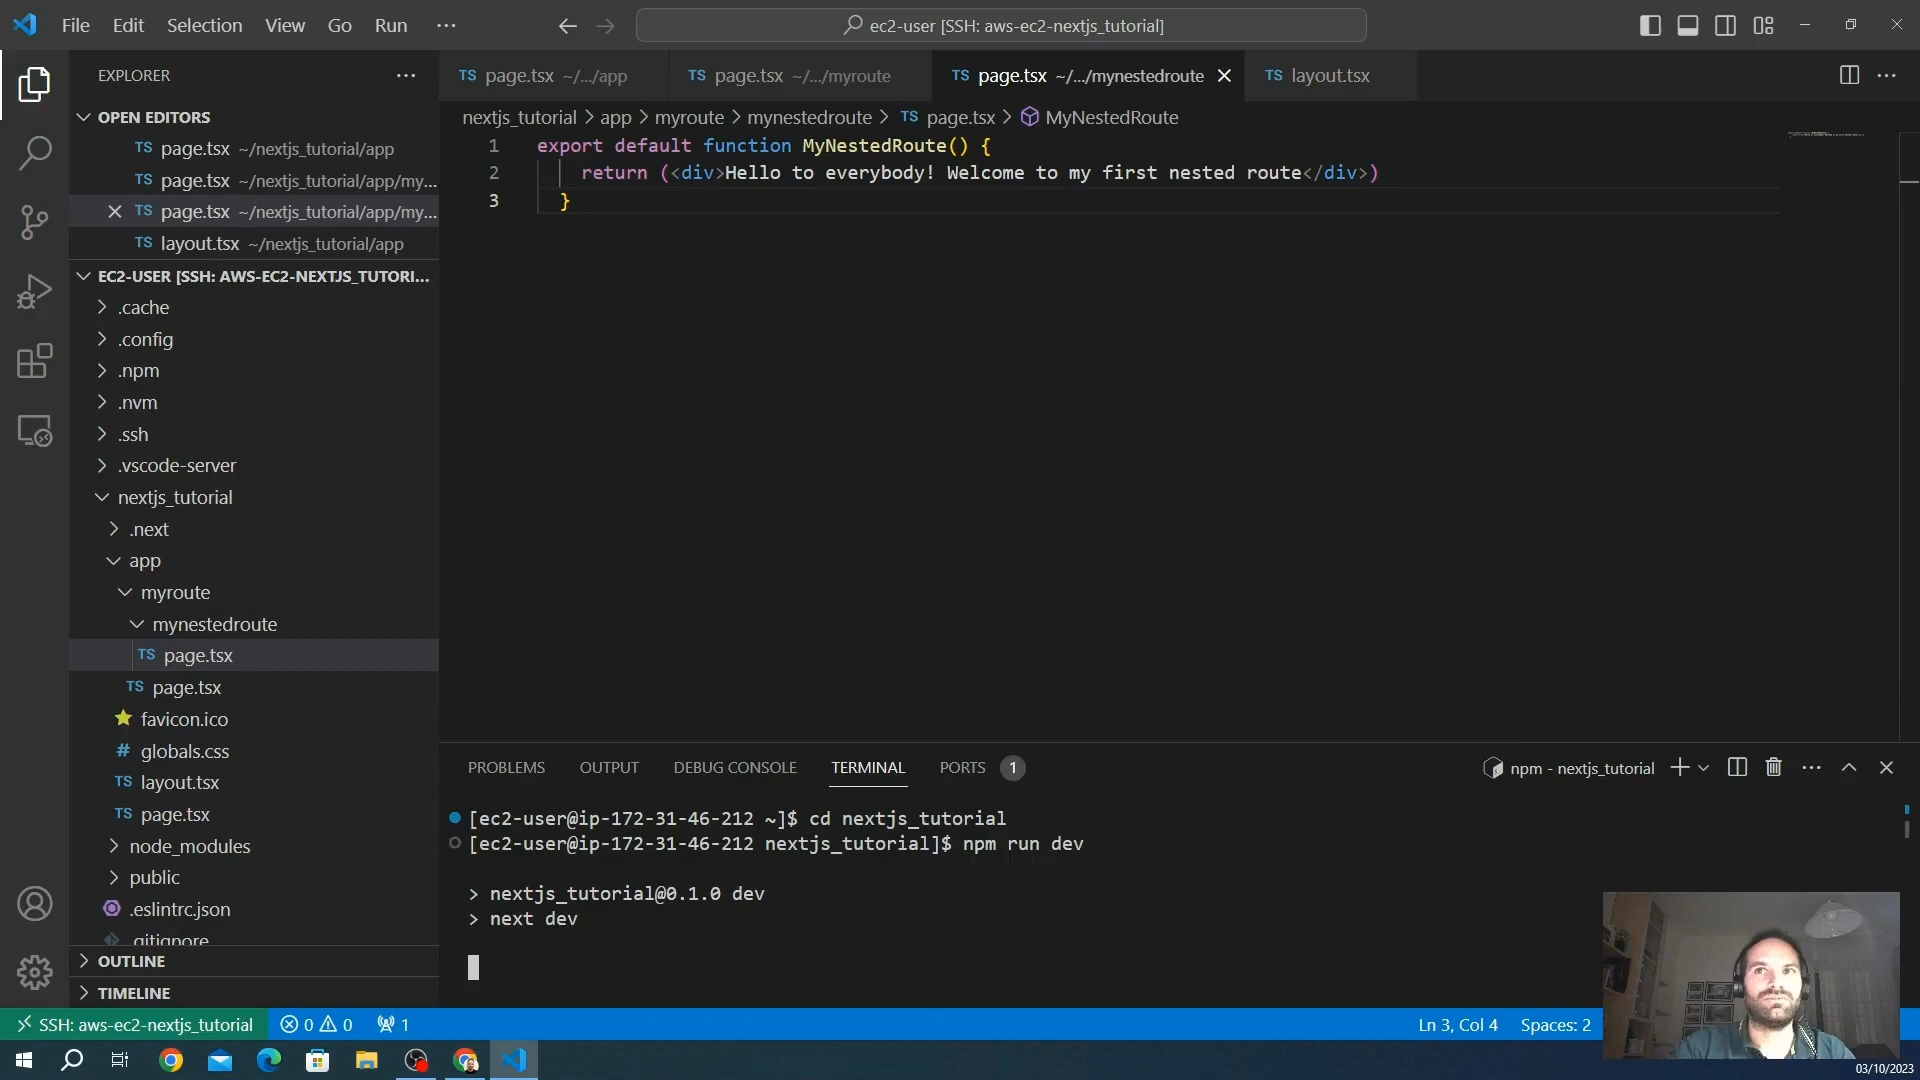 File Edit Selection View Go Run ···
ec2-user [SSH: aws-ec2-nextjs_tutorial]
EXPLORER
OPEN EDITORS
TS page.tsx ~/nextjs_tutorial/app
TS page.tsx ~/nextjs_tutorial/app/my...
TS page.tsx ~/nextjs_tutorial/app/my...
TS layout.tsx ~/nextjs_tutorial/app
EC2-USER [SSH: AWS-EC2-NEXTJS_TUTORI...
.cache
.config
.npm
.nvm
.ssh
.vscode-server
nextjs_tutorial
.next
app
myroute
mynestedroute
TS page.tsx
TS page.tsx
favicon.ico
# globals.css
TS layout.tsx
TS page.tsx
node_modules
public
.eslintrc.json
.gitignore
OUTLINE
TIMELINE
TS page.tsx ~/.../app
TS page.tsx ~/.../myroute
TS page.tsx ~/.../mynestedroute
TS layout.tsx
nextjs_tutorial > app > myroute > mynestedroute > TS page.tsx > MyNestedRoute
1 export default function MyNestedRoute() {
2 return (<div>Hello to everybody! Welcome to my first nested route</div>)
3 }
PROBLEMS OUTPUT DEBUG CONSOLE TERMINAL PORTS 1
npm - nextjs_tutorial
[ec2-user@ip-172-31-46-212 ~]$ cd nextjs_tutorial
[ec2-user@ip-172-31-46-212 nextjs_tutorial]$ npm run dev
> nextjs_tutorial@0.1.0 dev
> next dev
SSH: aws-ec2-nextjs_tutorial 0 0 1
Ln 3, Col 4 Spaces: 2
03/10/2023